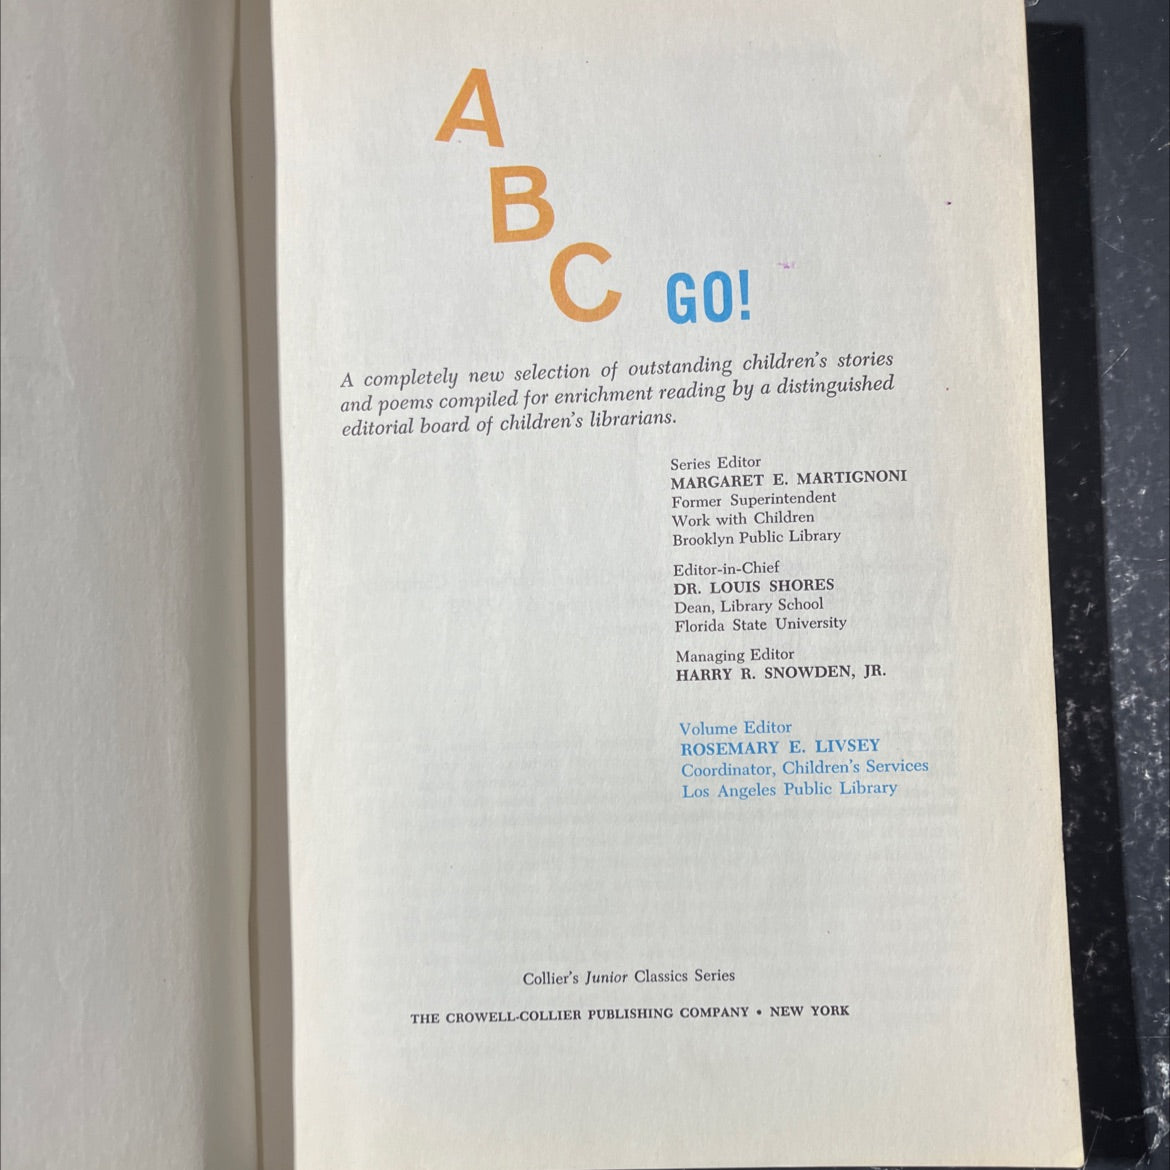 A
B
C GO!
A completely new selection of outstanding children's stories
and poems compiled for enrichment reading by a distinguished
editorial board of children's librarians.
Series Editor
MARGARET E. MARTIGNONI
Former Superintendent
Work with Children
Brooklyn Public Library
Editor-in-Chief
DR. LOUIS SHORES
Dean, Library School
Florida State University
Managing Editor
HARRY R. SNOWDEN, JR.
Volume Editor
ROSEMARY E. LIVSEY
Coordinator, Children's Services
Los Angeles Public Library
Collier's Junior Classics Series
THE CROWELL-COLLIER PUBLISHING COMPANY • NEW YORK